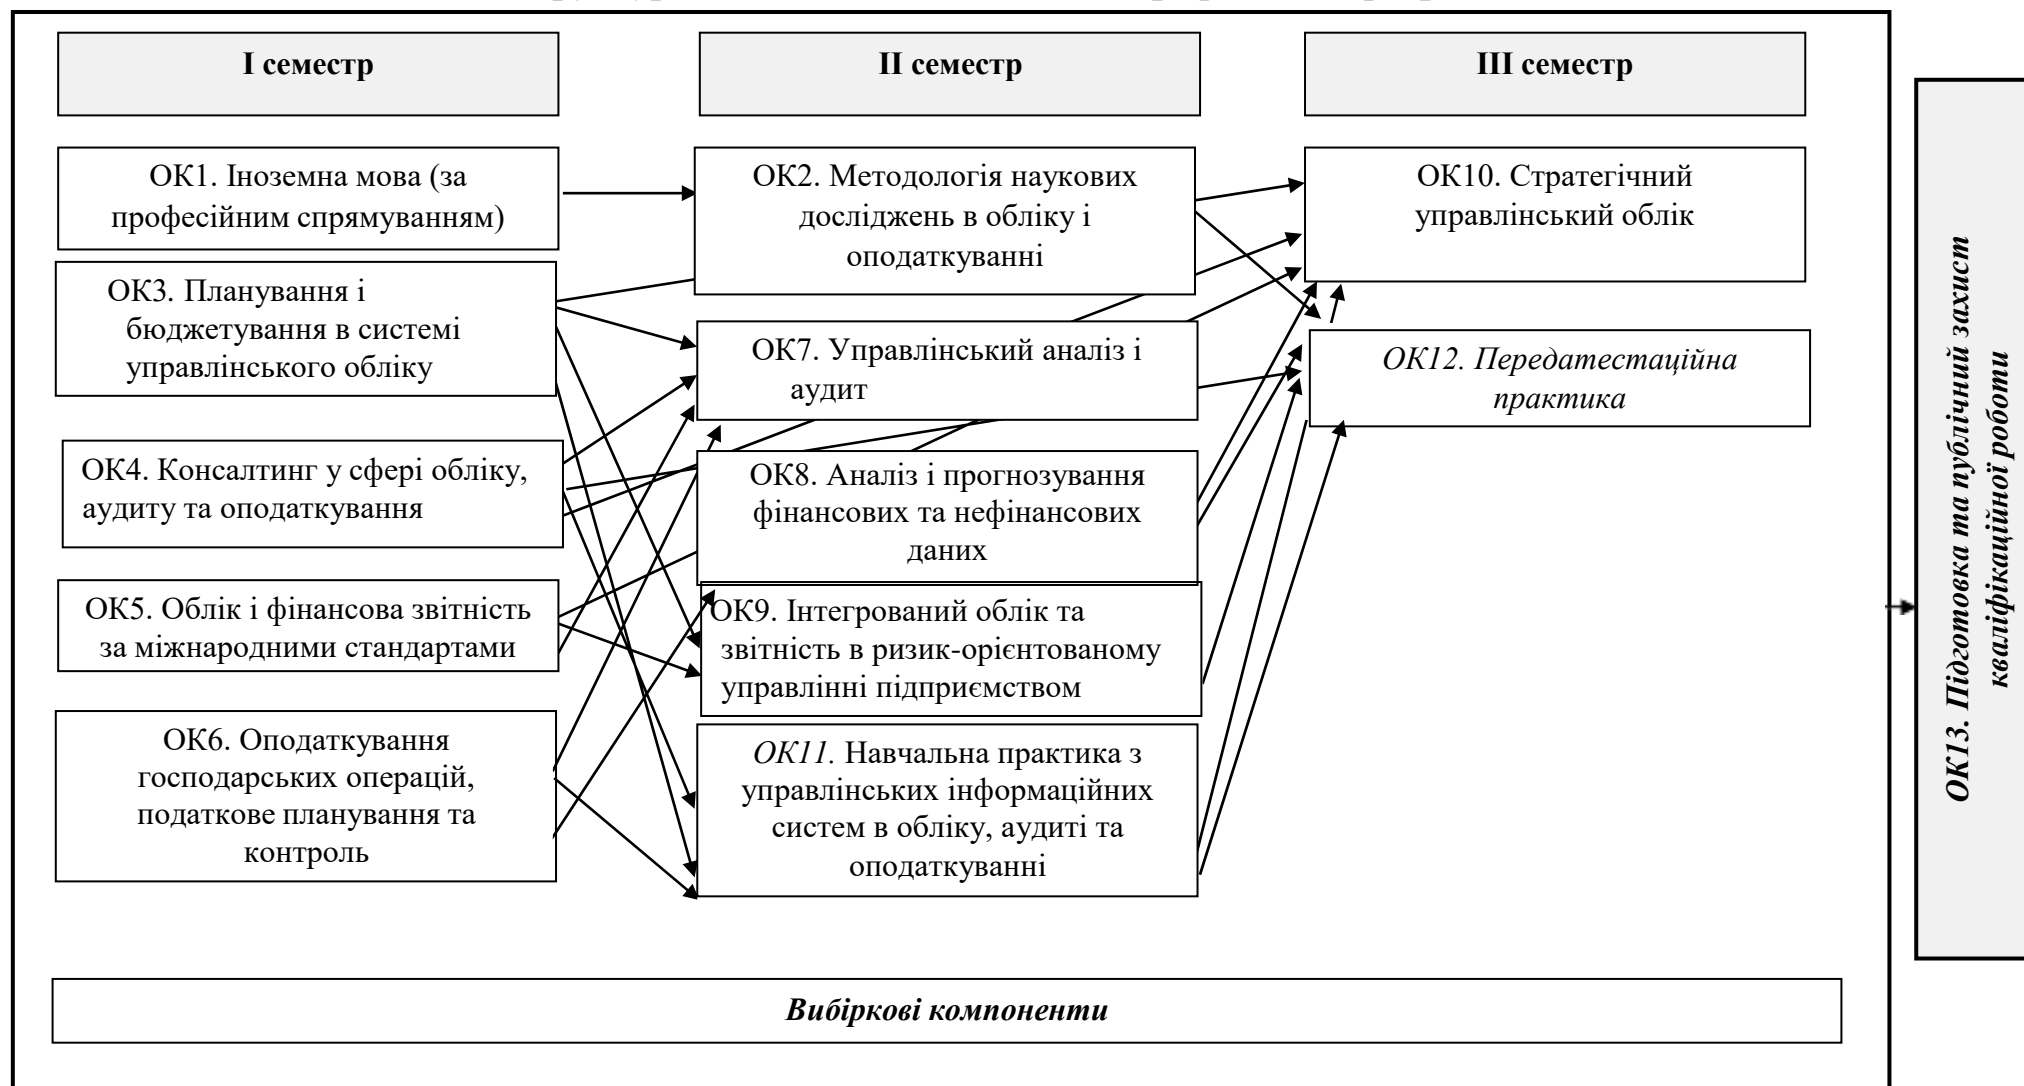 І семестр
ІІ семестр
ІІІ семестр
ОК1. Іноземна мова (за
професійним спрямуванням)
ОК3. Планування і
бюджетування в системі
управлінського обліку
ОК4. Консалтинг у сфері обліку,
аудиту та оподаткування
ОК5. Облік і фінансова звітність
за міжнародними стандартами
ОК6. Оподаткування
господарських операцій,
податкове планування та
контроль
ОК2. Методологія наукових
досліджень в обліку і
оподаткуванні
ОК7. Управлінський аналіз і
аудит
ОК8. Аналіз і прогнозування
фінансових та нефінансових
даних
ОК9. Інтегрований облік та
звітність в ризик-орієнтованому
управлінні підприємством
ОК11. Навчальна практика з
управлінських інформаційних
систем в обліку, аудиті та
оподаткуванні
ОК10. Стратегічний
управлінський облік
ОК12. Передатестаційна
практика
ОК13. Підготовка та публічний захист
кваліфікаційної роботи
Вибіркові компоненти